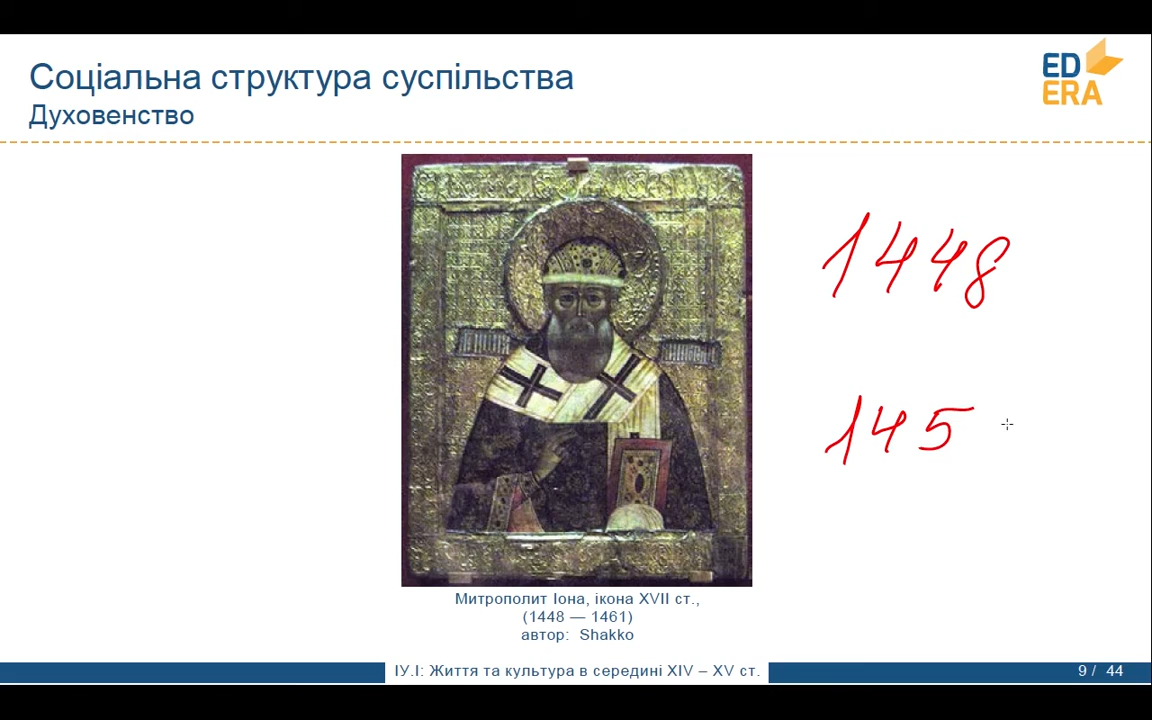 Соціальна структура суспільства
Духовенство
ED
ERA
1448
145
Митрополит Іона, ікона XVII ст.,
(1448 — 1461)
автор: Shakko
ІУ.І: Життя та культура в середині XIV – XV ст.
9 / 44